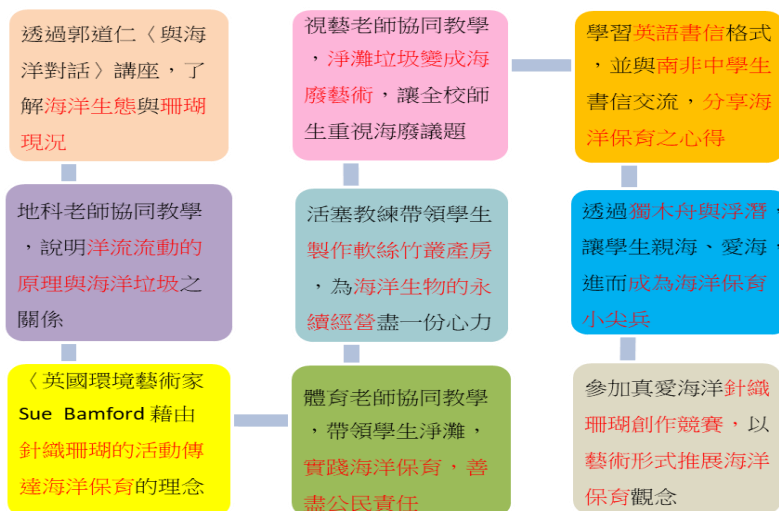 透過郭道仁〈與海
洋對話〉講座，了
解海洋生態與珊瑚
現況
地科老師協同教學
，說明洋流流動的
原理與海洋垃圾之
關係
〈英國環境藝術家
Sue Bamford 藉由
針織珊瑚的活動傳
達海洋保育的理念
體育老師協同教學
，帶領學生淨灘，
實踐海洋保育，善
盡公民責任
活塞教練帶領學生
製作軟絲竹叢產房
，為海洋生物的永
續經營盡一份心力
視藝老師協同教學
，淨灘垃圾變成海
廢藝術，讓全校師
生重視海廢議題
學習英語書信格式
，並與南非中學生
書信交流，分享海
洋保育之心得
透過獨木舟與浮潛，
讓學生親海、愛海，
進而成為海洋保育
小尖兵
參加真愛海洋針織
珊瑚創作競賽，以
藝術形式推展海洋
保育觀念